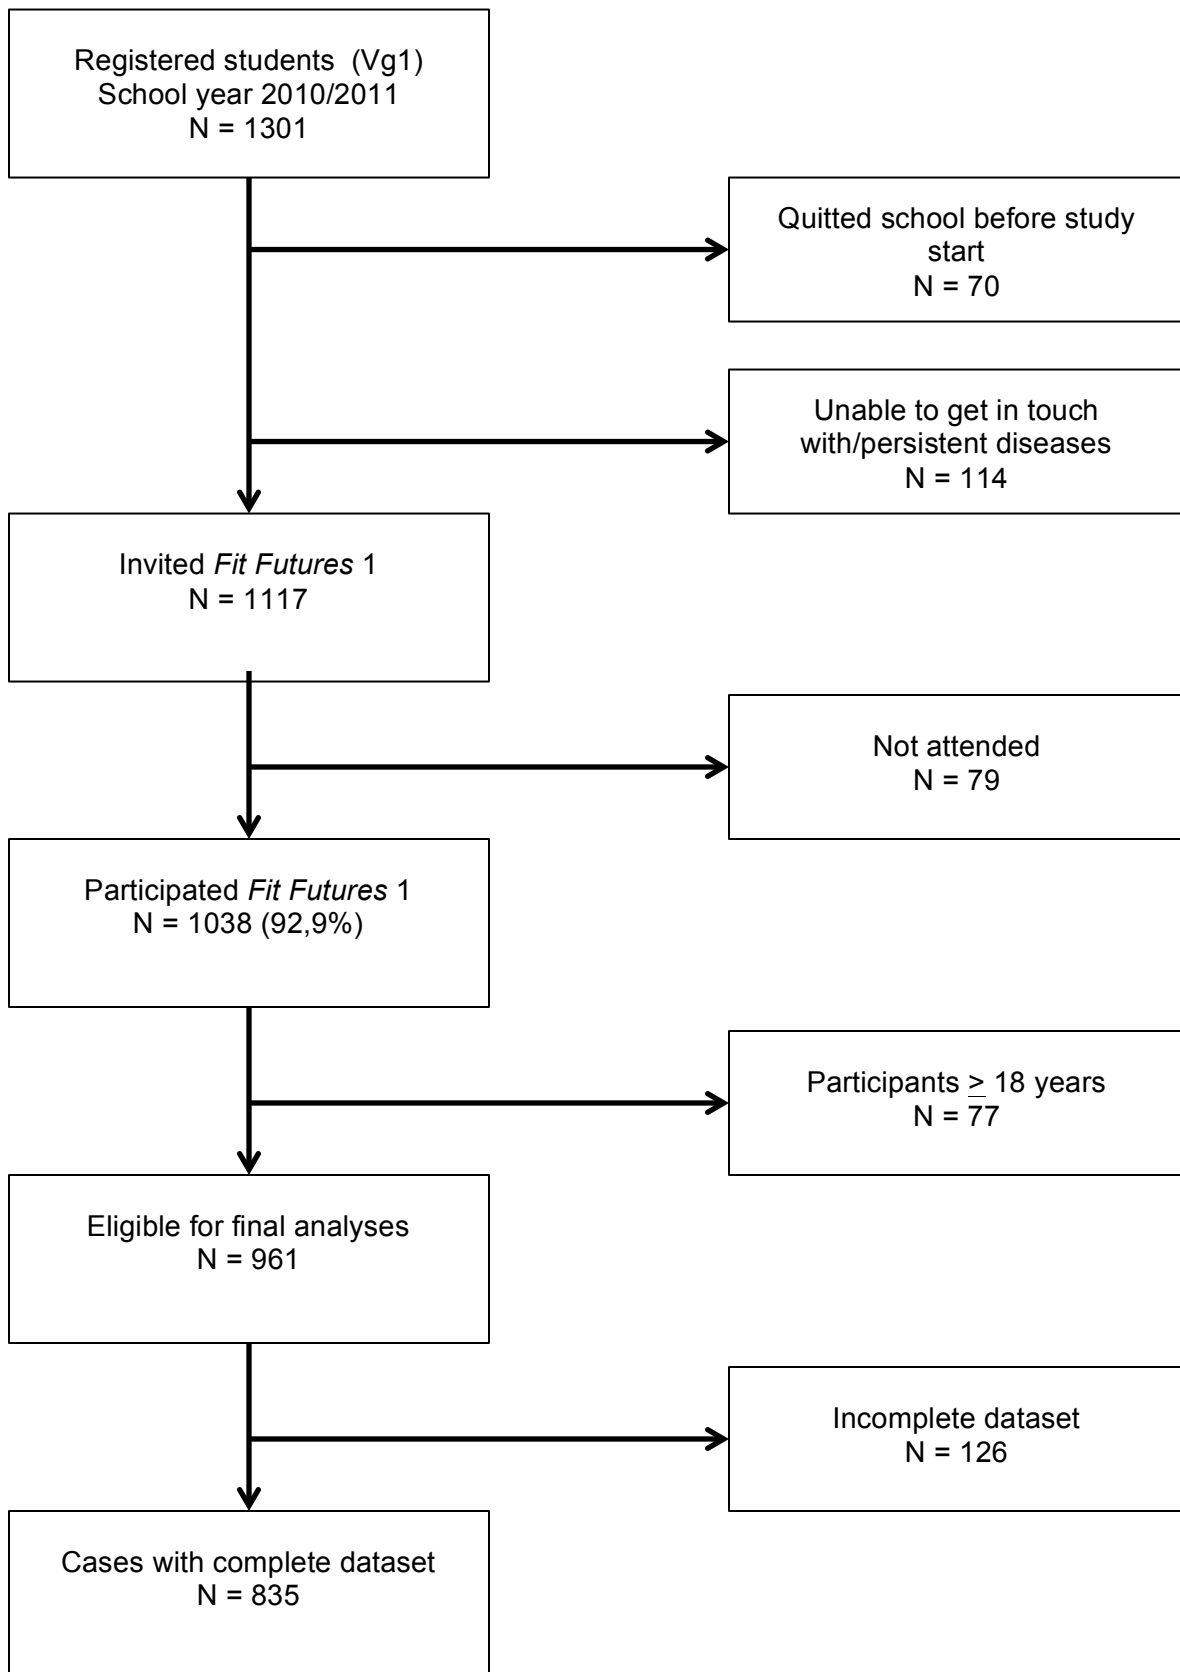 Registered students  (Vg1)
School year 2010/2011
N = 1301
Quitted school before study
start
N = 70
Unable to get in touch
with/persistent diseases
N = 114
Invited Fit Futures 1
N = 1117
Not attended
N = 79
Participated Fit Futures 1
N = 1038 (92,9%)
Participants ≥ 18 years
N = 77
Eligible for final analyses
N = 961
Incomplete dataset
N = 126
Cases with complete dataset
N = 835